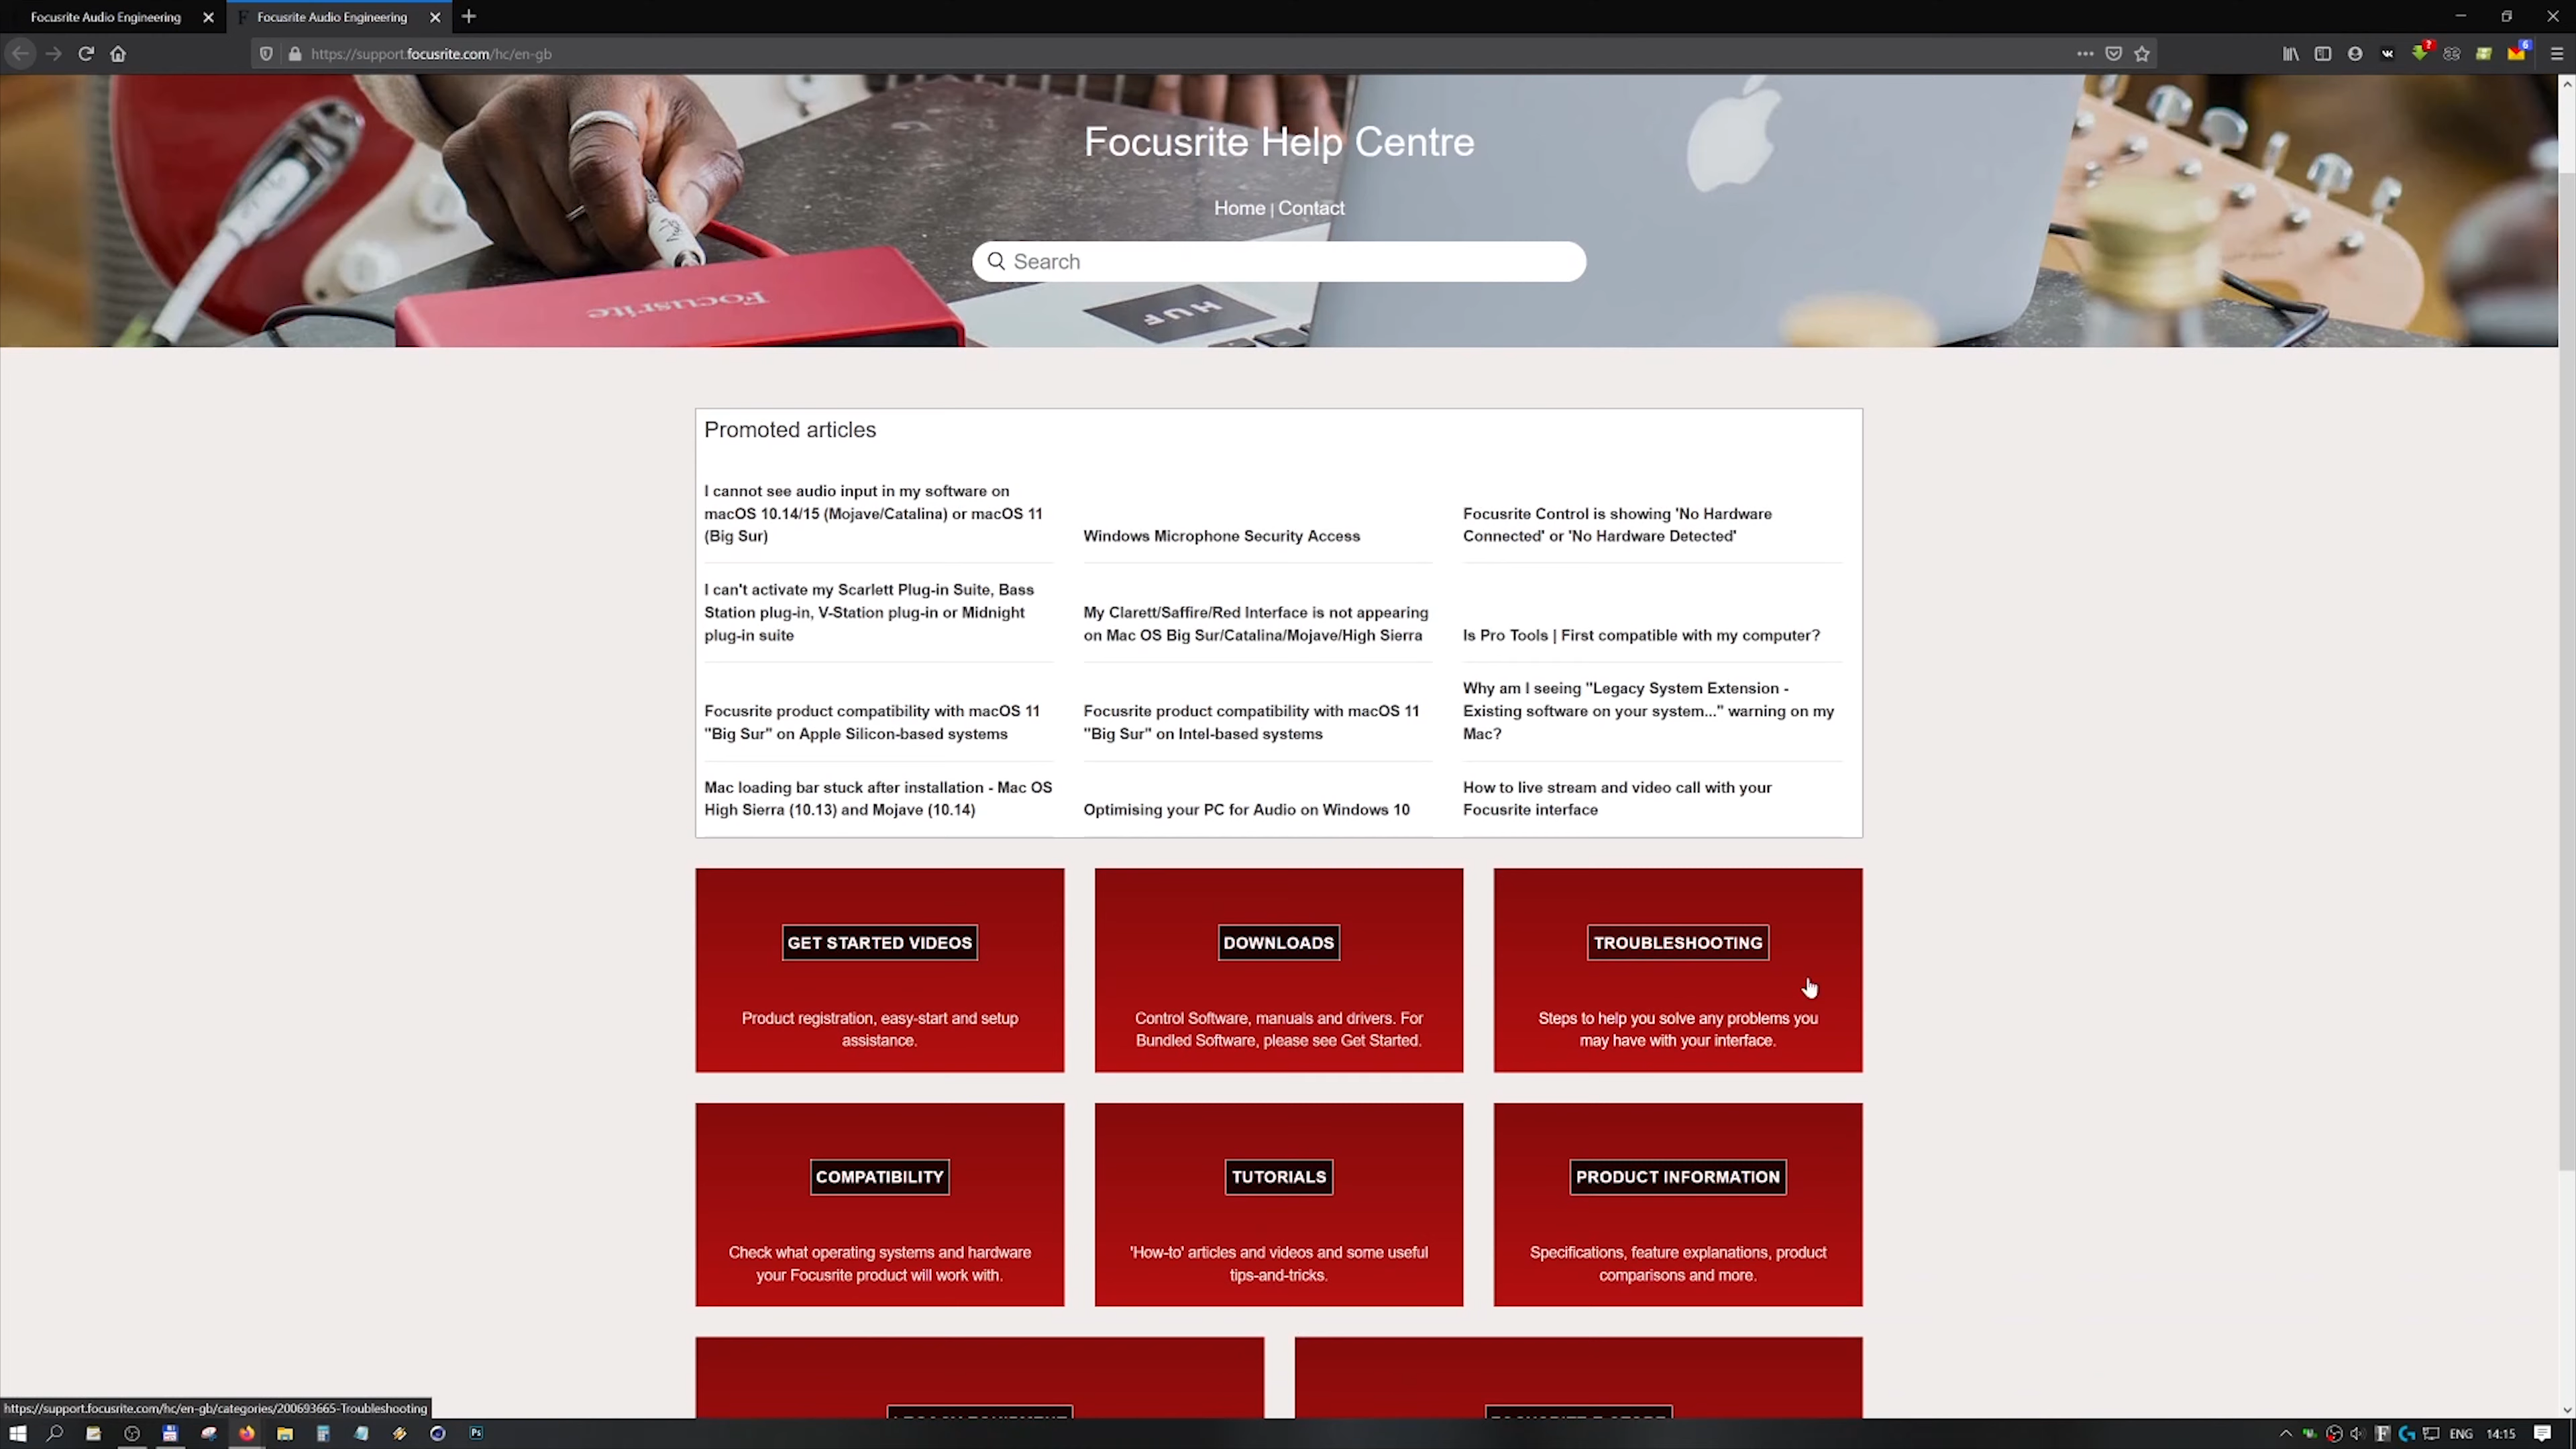 Focusrite Audio Engineering
Focusrite Audio Engineering
https://support.focusrite.com/hc/en-gb
Focusrite Help Centre
Home | Contact
Search
Focusrite
HUF
Promoted articles
I cannot see audio input in my software on
macOS 10.14/15 (Mojave/Catalina) or macOS 11
(Big Sur)
Windows Microphone Security Access
Focusrite Control is showing 'No Hardware
Connected' or 'No Hardware Detected'
I can't activate my Scarlett Plug-in Suite, Bass
Station plug-in, V-Station plug-in or Midnight
plug-in suite
My Clarett/Saffire/Red Interface is not appearing
on Mac OS Big Sur/Catalina/Mojave/High Sierra
Is Pro Tools | First compatible with my computer?
Focusrite product compatibility with macOS 11
"Big Sur" on Apple Silicon-based systems
Focusrite product compatibility with macOS 11
"Big Sur" on Intel-based systems
Why am I seeing "Legacy System Extension -
Existing software on your system..." warning on my
Mac?
Mac loading bar stuck after installation - Mac OS
High Sierra (10.13) and Mojave (10.14)
Optimising your PC for Audio on Windows 10
How to live stream and video call with your
Focusrite interface
GET STARTED VIDEOS
Product registration, easy-start and setup
assistance.
DOWNLOADS
Control Software, manuals and drivers. For
Bundled Software, please see Get Started.
TROUBLESHOOTING
Steps to help you solve any problems you
may have with your interface.
COMPATIBILITY
Check what operating systems and hardware
your Focusrite product will work with.
TUTORIALS
'How-to' articles and videos and some useful
tips-and-tricks.
PRODUCT INFORMATION
Specifications, feature explanations, product
comparisons and more.
LEGACY EQUIPMENT
FOCUSRITE E-STORE
https://support.focusrite.com/hc/en-gb/categories/200693665-Troubleshooting
Ps
ENG
14:15